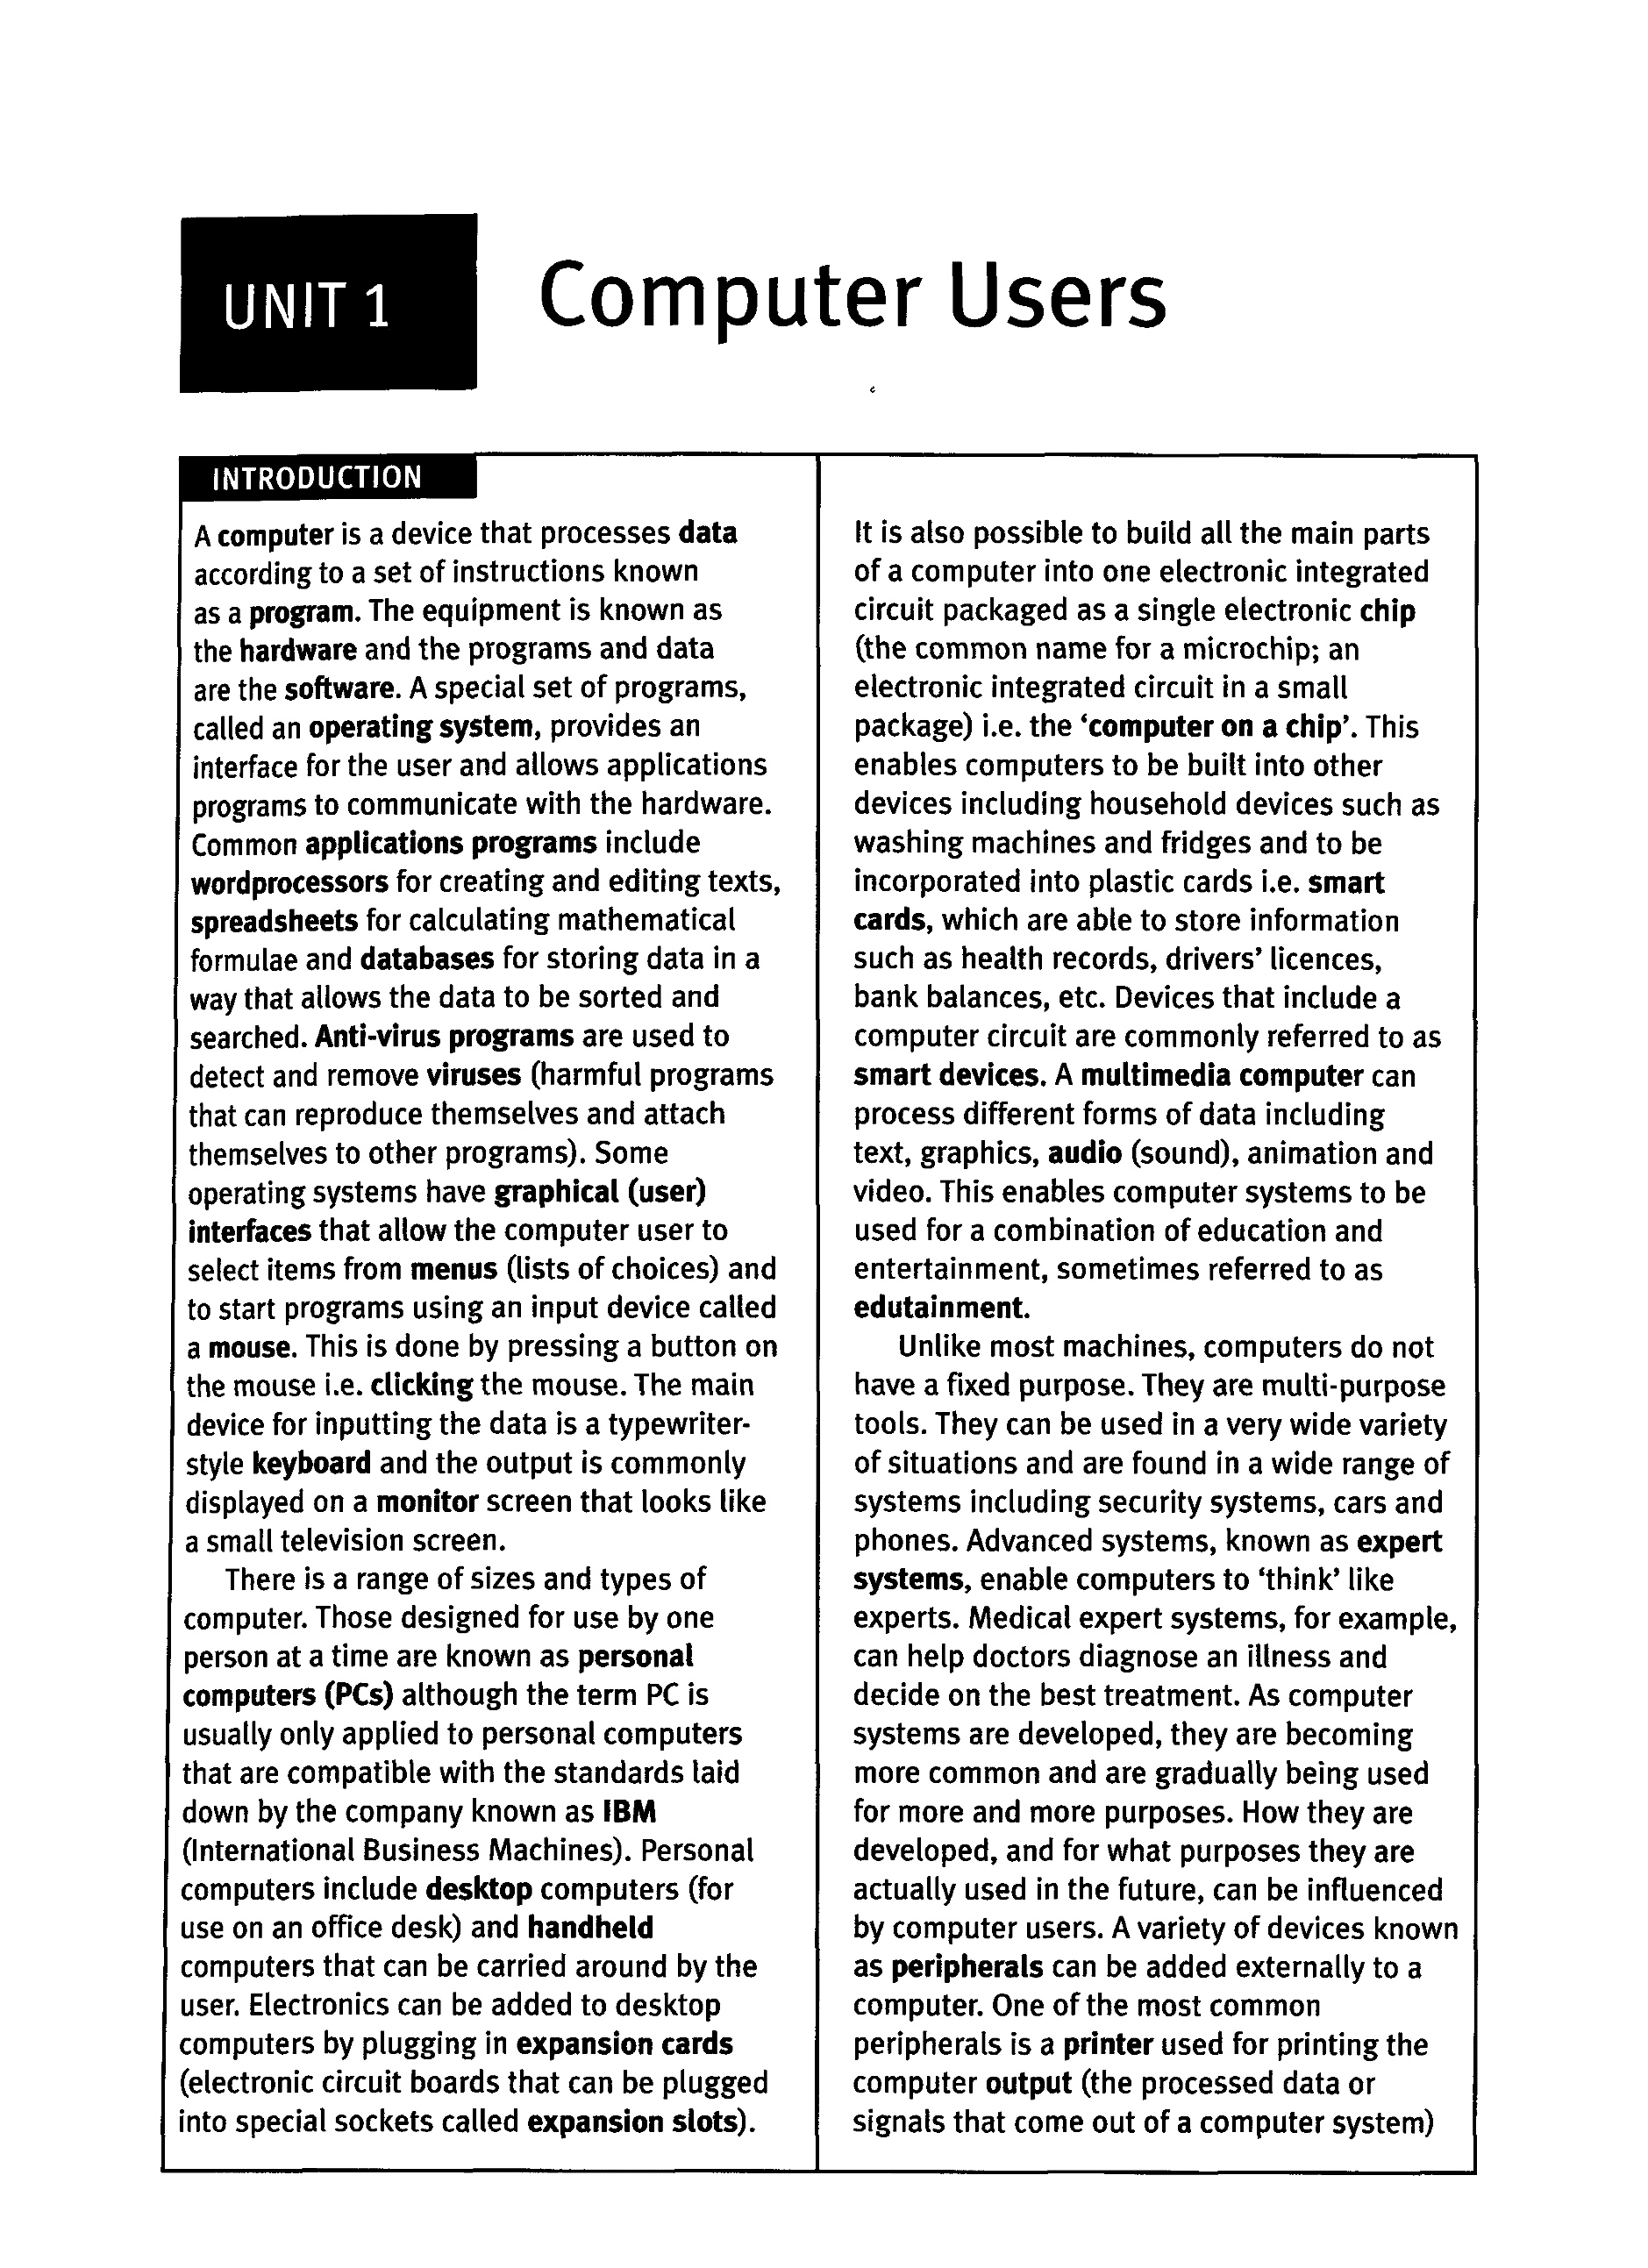 UNIT 1
Computer Users
INTRODUCTION
A computer is a device that processes data
according to a set of instructions known
as a program. The equipment is known as
the hardware and the programs and data
are the software. A special set of programs,
called an operating system, provides an
interface for the user and allows applications
programs to communicate with the hardware.
Common applications programs include
wordprocessors for creating and editing texts,
spreadsheets for calculating mathematical
formulae and databases for storing data in a
way that allows the data to be sorted and
searched. Anti-virus programs are used to
detect and remove viruses (harmful programs
that can reproduce themselves and attach
themselves to other programs). Some
operating systems have graphical (user)
interfaces that allow the computer user to
select items from menus (lists of choices) and
to start programs using an input device called
a mouse. This is done by pressing a button on
the mouse i.e. clicking the mouse. The main
device for inputting the data is a typewriter-
style keyboard and the output is commonly
displayed on a monitor screen that looks like
a small television screen.
There is a range of sizes and types of
computer. Those designed for use by one
person at a time are known as personal
computers (PCs) although the term PC is
usually only applied to personal computers
that are compatible with the standards laid
down by the company known as IBM
(International Business Machines). Personal
computers include desktop computers (for
use on an office desk) and handheld
computers that can be carried around by the
user. Electronics can be added to desktop
computers by plugging in expansion cards
(electronic circuit boards that can be plugged
into special sockets called expansion slots).
It is also possible to build all the main parts
of a computer into one electronic integrated
circuit packaged as a single electronic chip
(the common name for a microchip; an
electronic integrated circuit in a small
package) i.e. the ‘computer on a chip’. This
enables computers to be built into other
devices including household devices such as
washing machines and fridges and to be
incorporated into plastic cards i.e. smart
cards, which are able to store information
such as health records, drivers’ licences,
bank balances, etc. Devices that include a
computer circuit are commonly referred to as
smart devices. A multimedia computer can
process different forms of data including
text, graphics, audio (sound), animation and
video. This enables computer systems to be
used for a combination of education and
entertainment, sometimes referred to as
edutainment.
Unlike most machines, computers do not
have a fixed purpose. They are multi-purpose
tools. They can be used in a very wide variety
of situations and are found in a wide range of
systems including security systems, cars and
phones. Advanced systems, known as expert
systems, enable computers to ‘think’ like
experts. Medical expert systems, for example,
can help doctors diagnose an illness and
decide on the best treatment. As computer
systems are developed, they are becoming
more common and are gradually being used
for more and more purposes. How they are
developed, and for what purposes they are
actually used in the future, can be influenced
by computer users. A variety of devices known
as peripherals can be added externally to a
computer. One of the most common
peripherals is a printer used for printing the
computer output (the processed data or
signals that come out of a computer system)